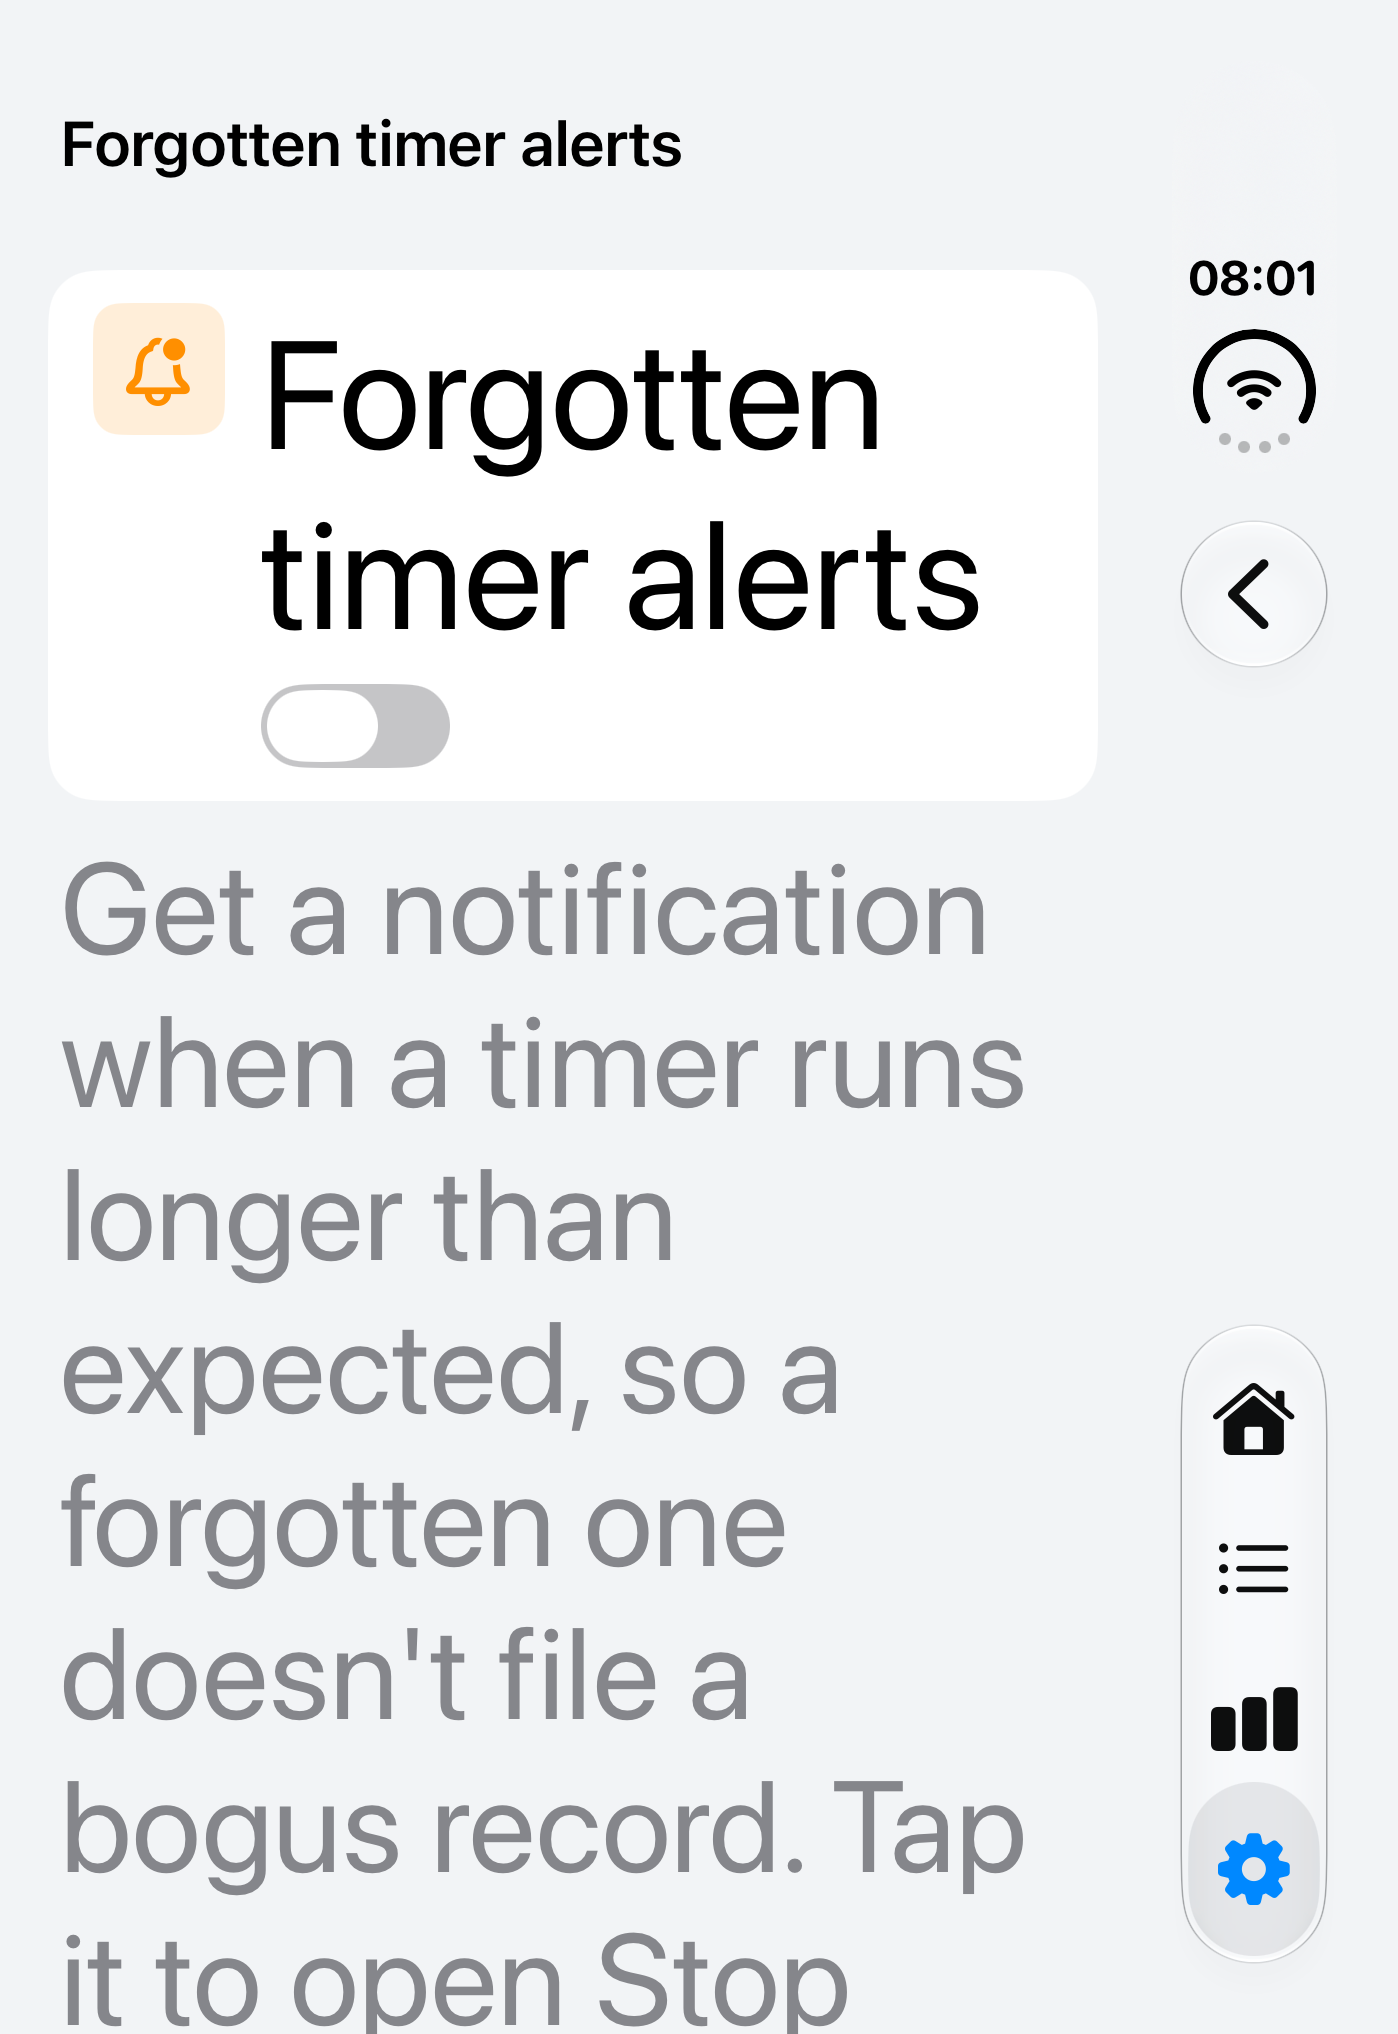 Forgotten timer alerts
08:01
Forgotten
timer alerts
Get a notification
when a timer runs
longer than
expected, so a
forgotten one
doesn't file a
bogus record. Tap
it to open Stop